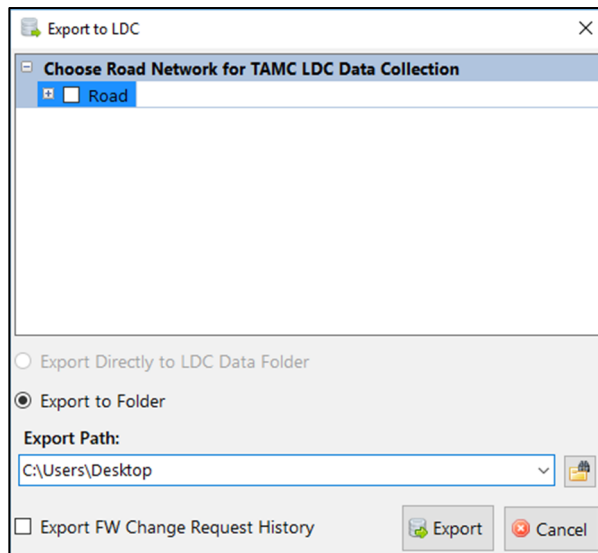 Export to LDC
Choose Road Network for TAMC LDC Data Collection
Road
Export Directly to LDC Data Folder
Export to Folder
Export Path:
C:\Users\Desktop
Export FW Change Request History
Export
Cancel